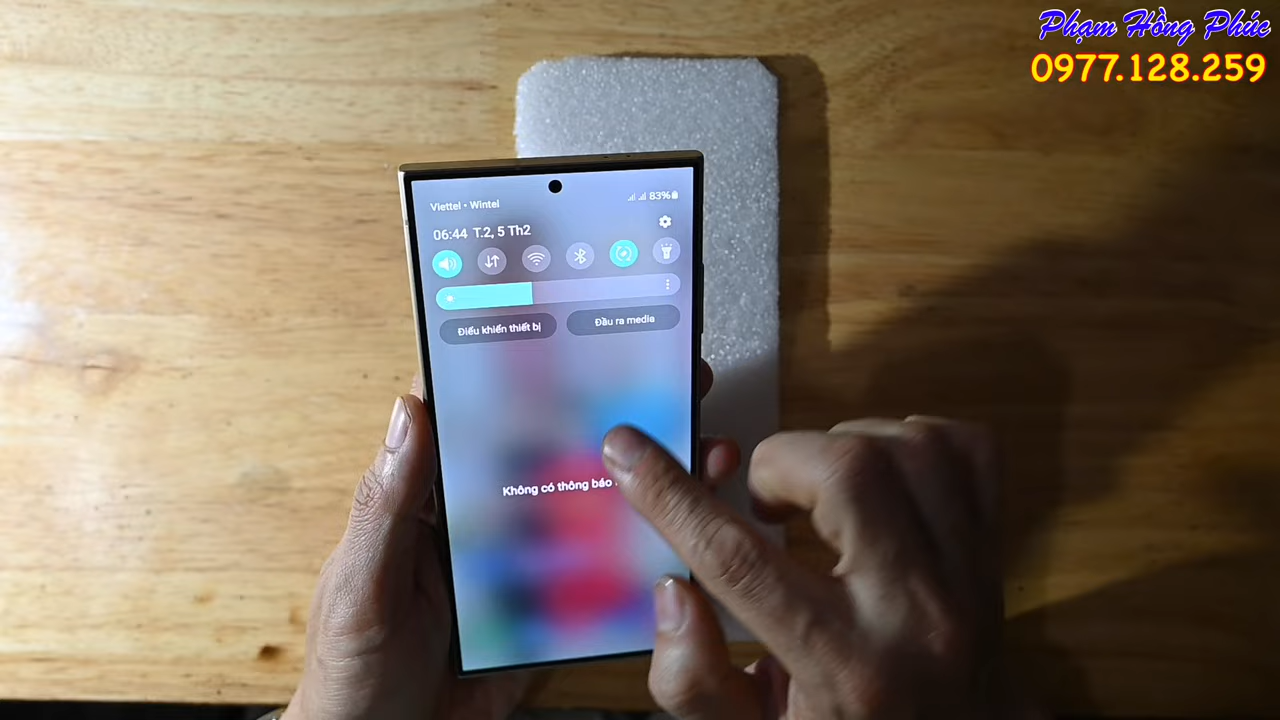 Phạm Hồng Phúc
0977.128.259
Viettel • Wintel
83%
06:44 T.2, 5 Th2
Điều khiển thiết bị
Đầu ra media
Không có thông báo